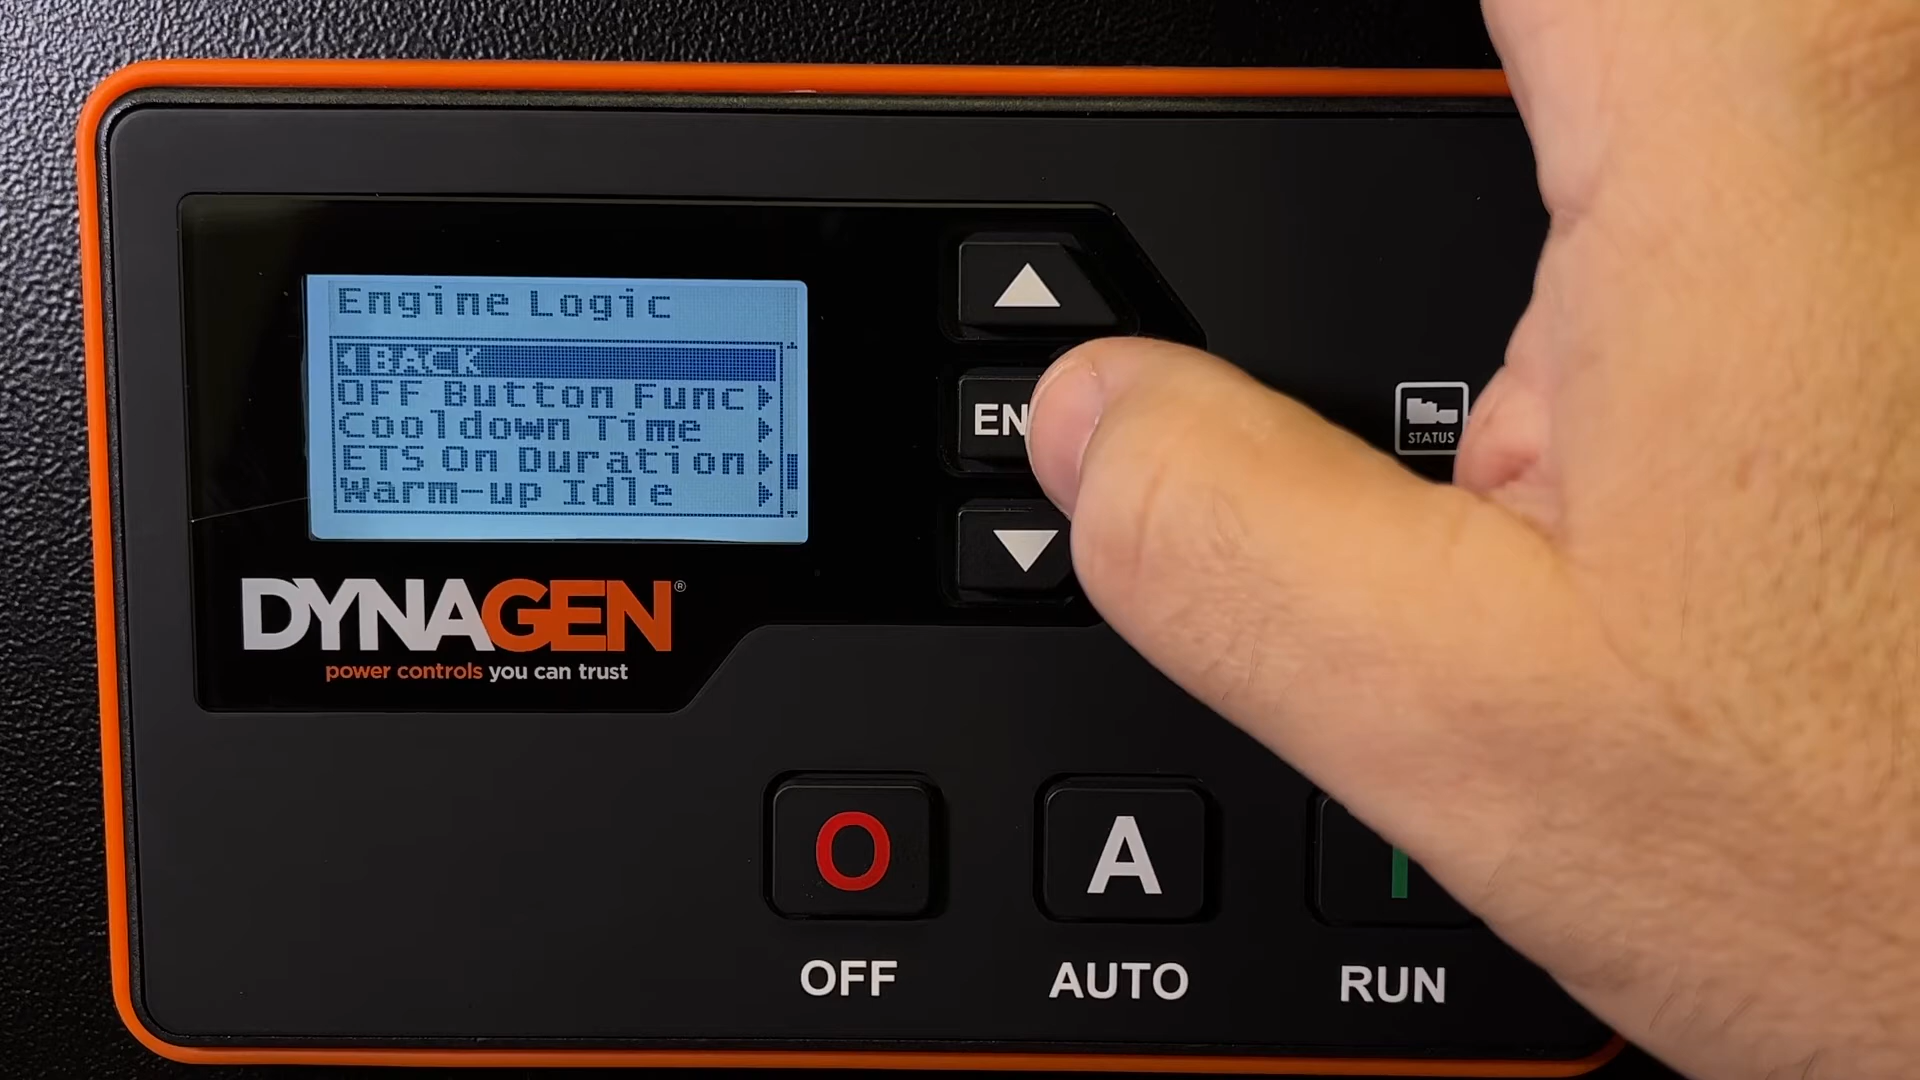 Engine Logic
BACK
OFF Button Func
Cooldown Time
ETS On Duration
Warm-up Idle
EN
STATUS
DYNAGEN®
power controls you can trust
O
A
I
OFF
AUTO
RUN